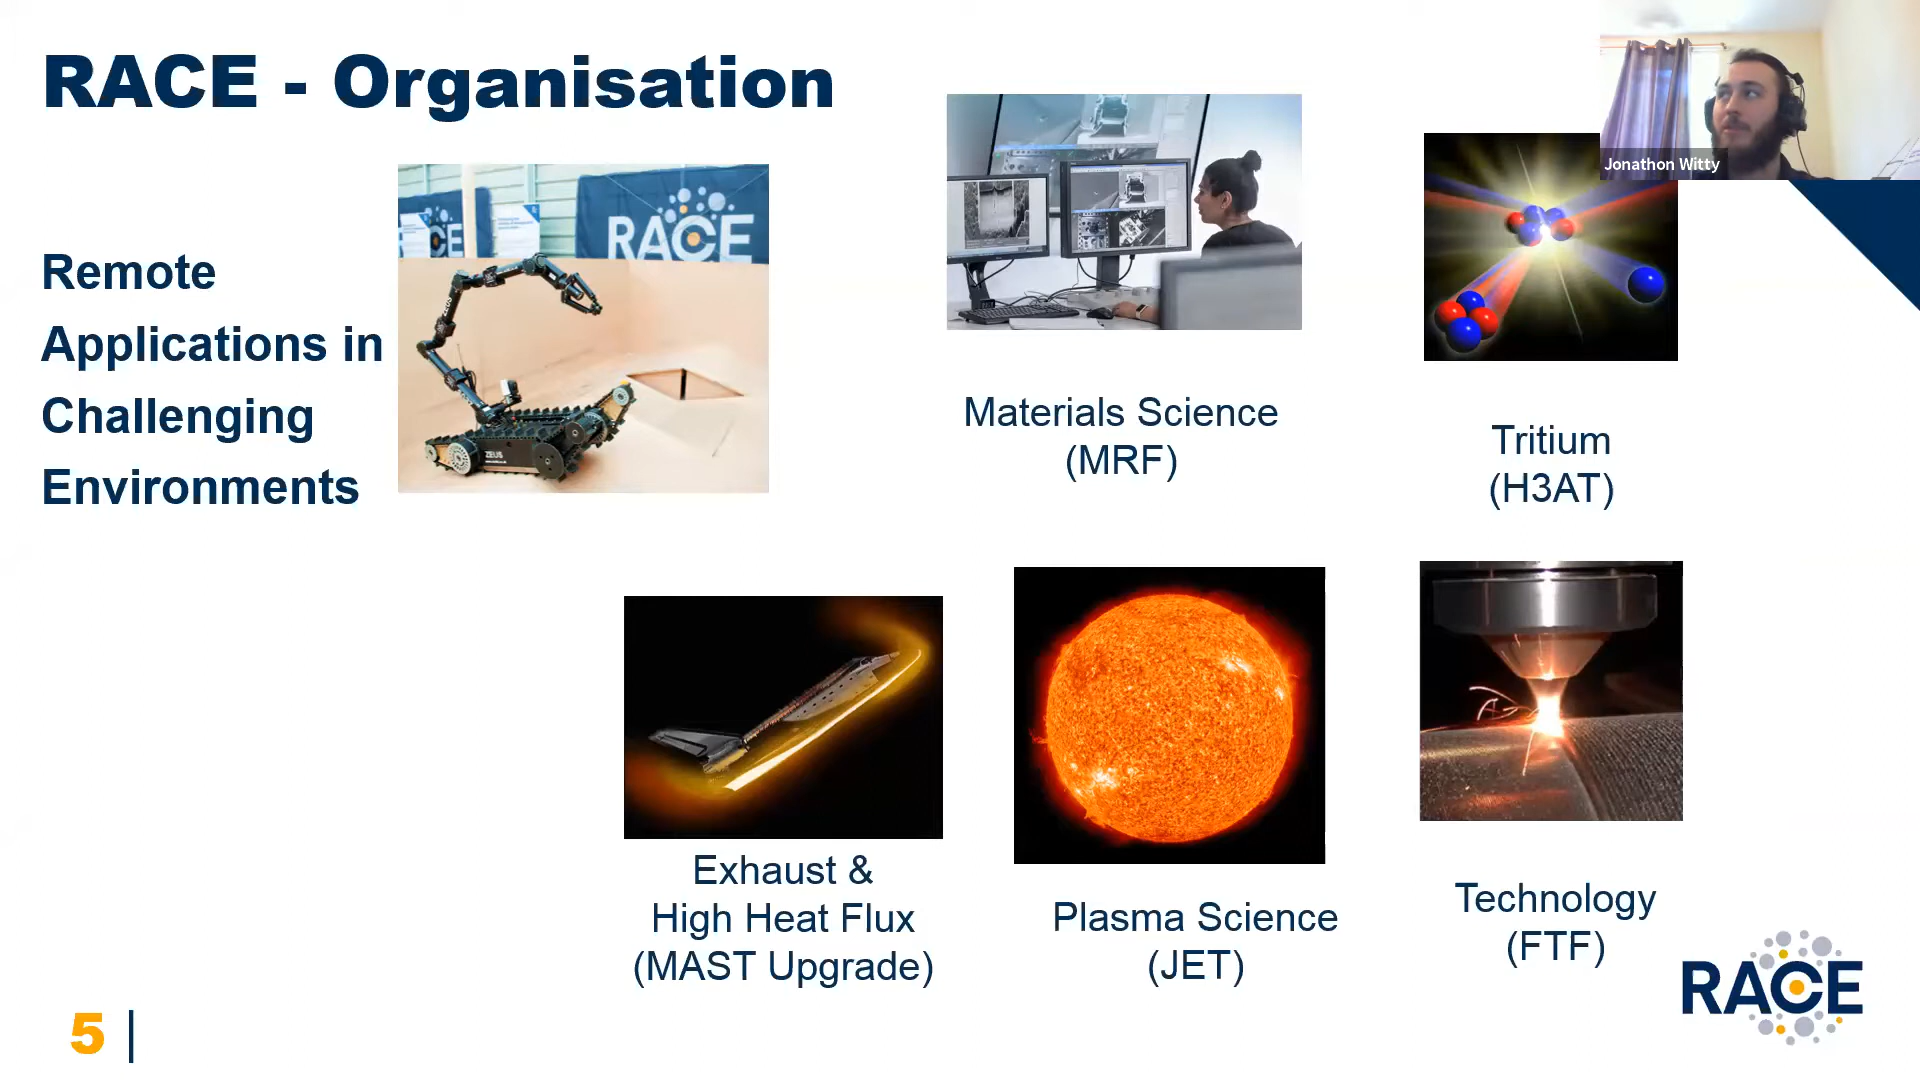 RACE - Organisation
Jonathon Witty
RACE
Remote
Applications in
Challenging
Environments
ZEUS
Materials Science
(MRF)
Tritium
(H3AT)
Exhaust &
High Heat Flux
(MAST Upgrade)
Plasma Science
(JET)
Technology
(FTF)
RACE
5